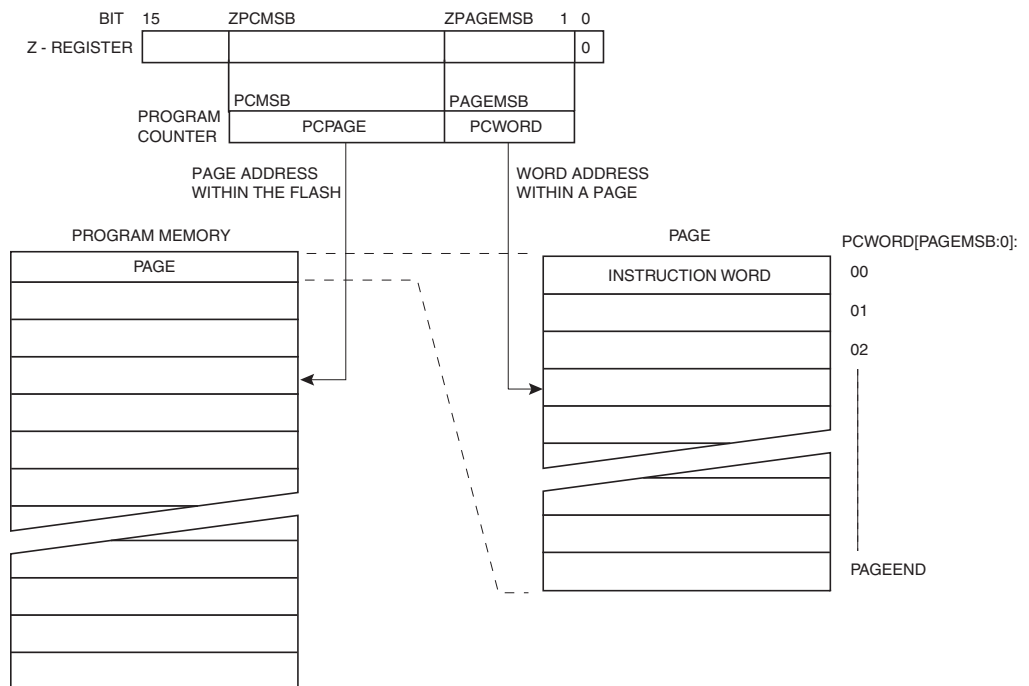 BIT 15 ZPCMSB ZPAGEMSB 1 0
Z - REGISTER 0
PCMSB PAGEMSB
PROGRAM
COUNTER
PCPAGE PCWORD
PAGE ADDRESS
WITHIN THE FLASH
WORD ADDRESS
WITHIN A PAGE
PROGRAM MEMORY
PAGE
PAGE
PCWORD[PAGEMSB:0]:
INSTRUCTION WORD 00
01
02
PAGEEND